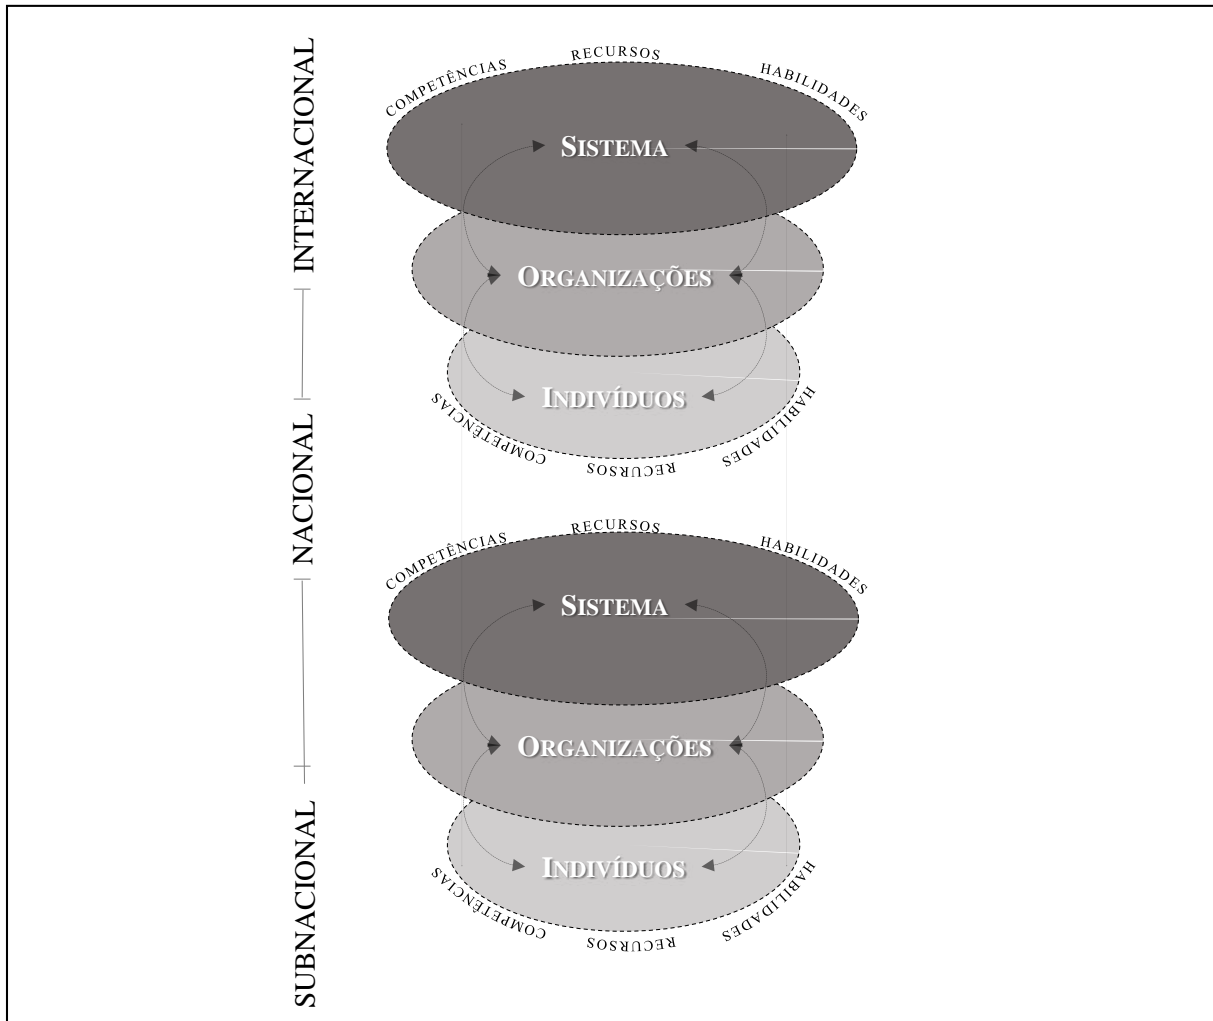 INTERNACIONAL
COMPETÊNCIAS
RECURSOS
HABILIDADES
SISTEMA
ORGANIZAÇÕES
INDIVÍDUOS
COMPETÊNCIAS
RECURSOS
HABILIDADES
NACIONAL
COMPETÊNCIAS
RECURSOS
HABILIDADES
SISTEMA
ORGANIZAÇÕES
INDIVÍDUOS
COMPETÊNCIAS
RECURSOS
HABILIDADES
SUBNACIONAL